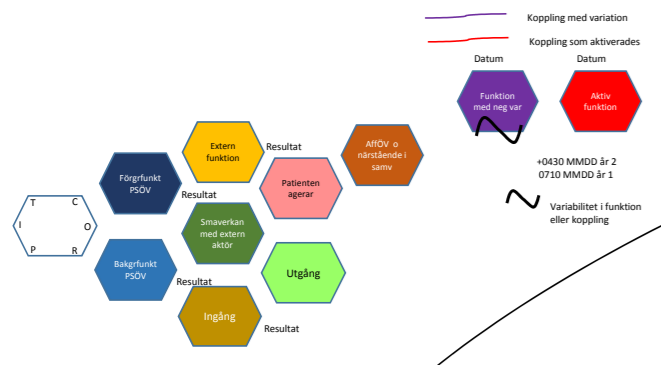 Koppling med variation
Koppling som aktiverades
Datum
Datum
Funktion
med neg var
Aktiv
funktion
Extern
funktion
Resultat
AffÖV o
närstående i
samv
+0430 MMDD år 2
0710 MMDD år 1
Förgrfunkt
PSÖV
Resultat
Patienten
agerar
T
C
I
O
P
R
Smaverkan
med extern
aktör
Variabilitet i funktion
eller koppling
Bakgrfunkt
PSÖV
Resultat
Utgång
Ingång
Resultat